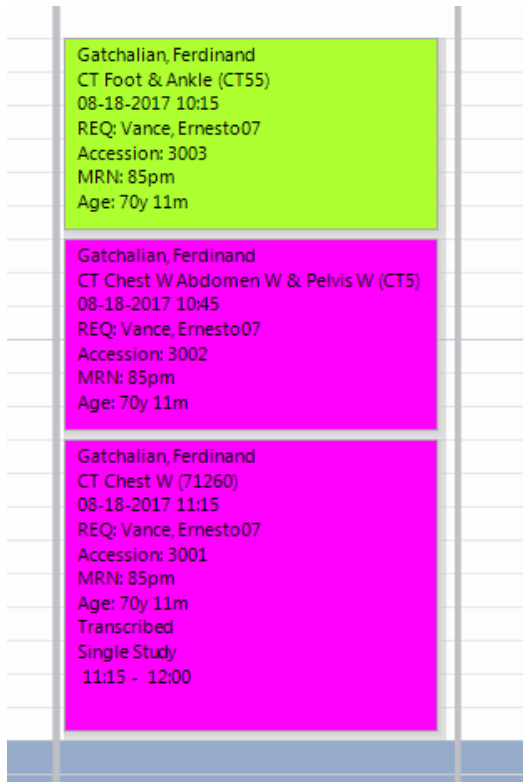 Gatchalian, Ferdinand
CT Foot & Ankle (CT55)
08-18-2017 10:15
REQ: Vance, Ernesto07
Accession: 3003
MRN: 85pm
Age: 70y 11m
Gatchalian, Ferdinand
CT Chest W Abdomen W & Pelvis W (CT5)
08-18-2017 10:45
REQ: Vance, Ernesto07
Accession: 3002
MRN: 85pm
Age: 70y 11m
Gatchalian, Ferdinand
CT Chest W (71260)
08-18-2017 11:15
REQ: Vance, Ernesto07
Accession: 3001
MRN: 85pm
Age: 70y 11m
Transcribed
Single Study
11:15 - 12:00